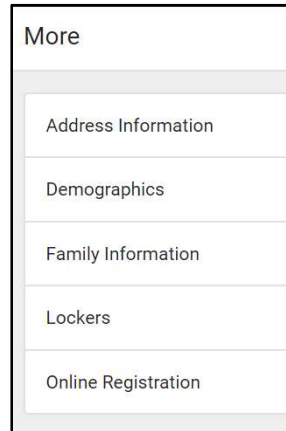 More
Address Information
Demographics
Family Information
Lockers
Online Registration